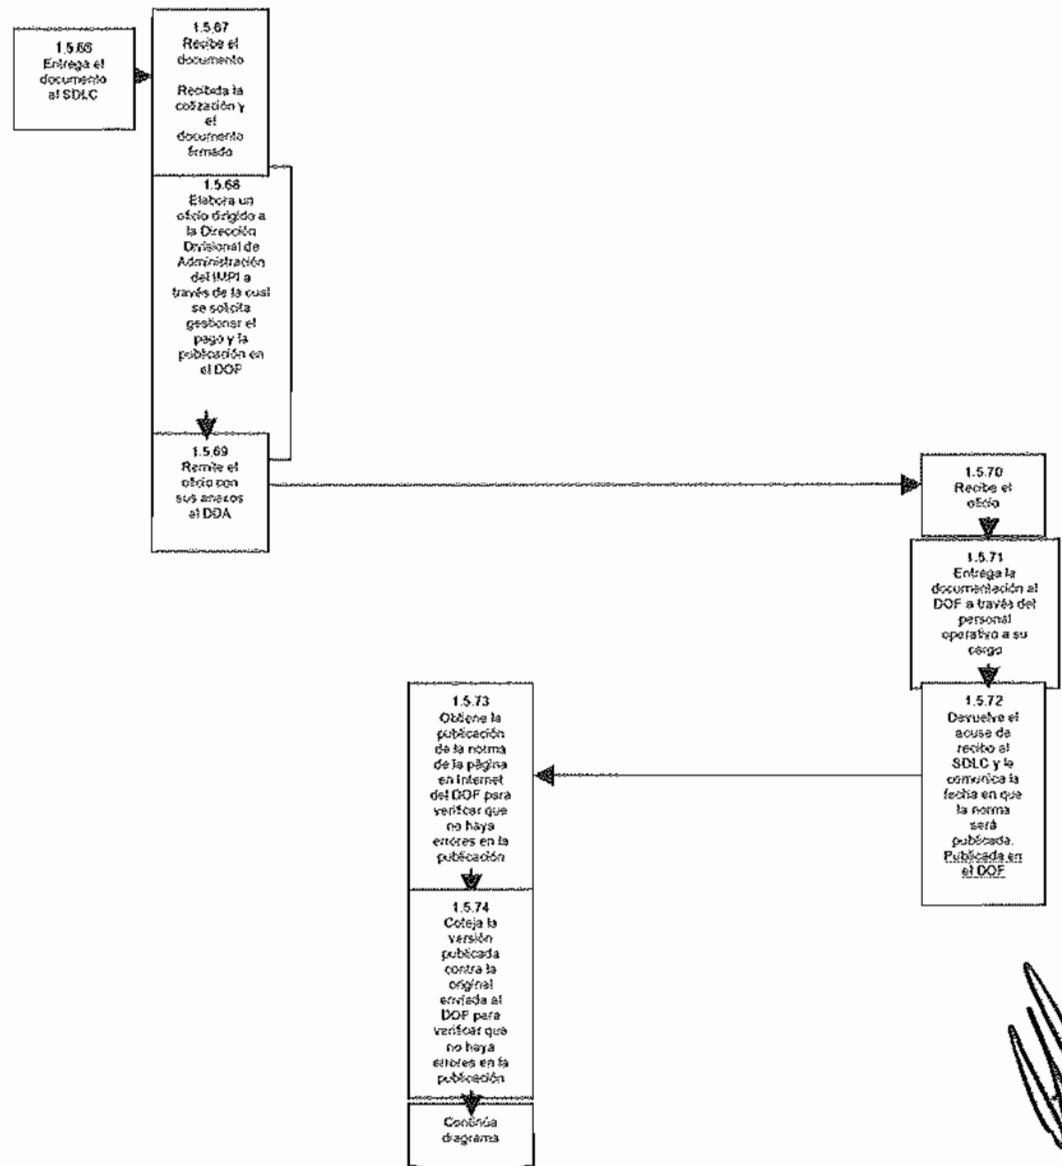 1.5.66
Entrega el
documento
al SDLC
1.5.67
Recibe el
documento
Recibida la
cotización y
el
documento
firmado
1.5.68
Elabora un
oficio dirigido a
la Dirección
Divisional de
Administración
del IMPI a
través de la cual
se solicita
gestionar el
pago y la
publicación en
el DOF
1.5.69
Remite el
oficio con
sus anexos
al DDA
1.5.70
Recibe el
oficio
1.5.71
Entrega la
documentación al
DOF a través del
personal
operativo a su
cargo
1.5.72
Devuelve el
acuse de
recibo al
SDLC y le
comunica la
fecha en que
la norma
será
publicada.
Publicada en
el DOF
1.5.73
Obtiene la
publicación
de la norma
de la página
en Internet
del DOF para
verificar que
no haya
errores en la
publicación
1.5.74
Coteja la
versión
publicada
contra la
original
enviada al
DOF para
verificar que
no haya
errores en la
publicación
Continúa
diagrama